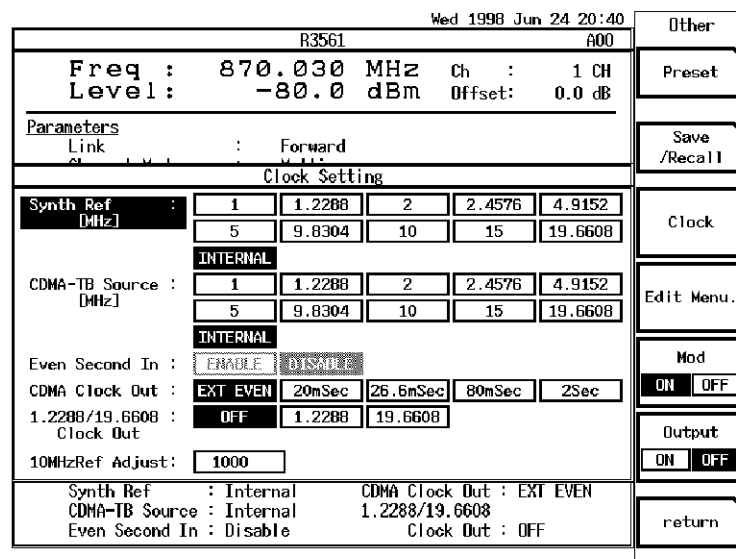 Wed 1998 Jun 24 20:40
R3561 A00
Freq : 870.030 MHz Ch : 1 CH
Level: -80.0 dBm Offset: 0.0 dB
Parameters
Link : Forward
Clock Setting
Synth Ref : 1 1.2288 2 2.4576 4.9152
[MHz] 5 9.8304 10 15 19.6608
INTERNAL
CDMA-TB Source : 1 1.2288 2 2.4576 4.9152
[MHz] 5 9.8304 10 15 19.6608
INTERNAL
Even Second In : ENABLE DISABLE
CDMA Clock Out : EXT EVEN 20mSec 26.6mSec 80mSec 2Sec
1.2288/19.6608 : OFF 1.2288 19.6608
Clock Out
10MHzRef Adjust: 1000
Synth Ref : Internal CDMA Clock Out : EXT EVEN
CDMA-TB Source : Internal 1.2288/19.6608
Even Second In : Disable Clock Out : OFF
Other
Preset
Save
/Recall
Clock
Edit Menu.
Mod
ON OFF
Output
ON OFF
return